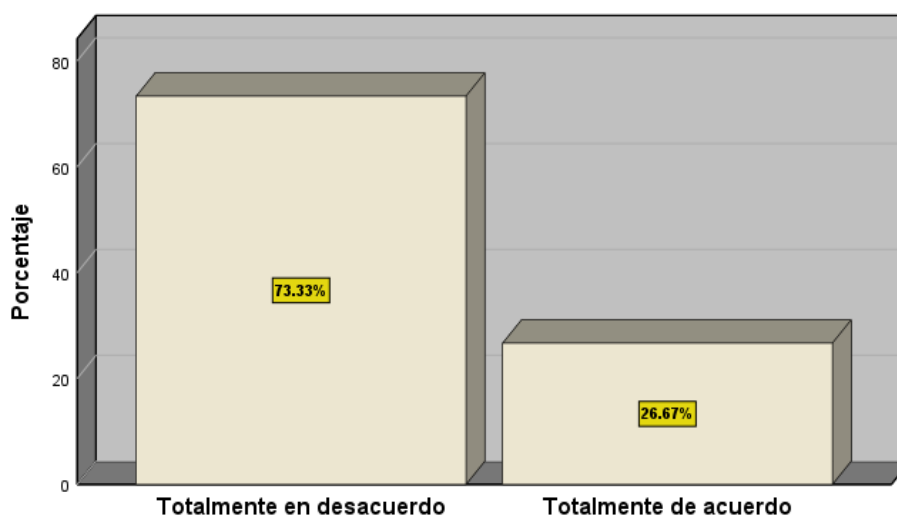 Porcentaje
80
60
40
20
0
73.33%
26.67%
Totalmente en desacuerdo
Totalmente de acuerdo